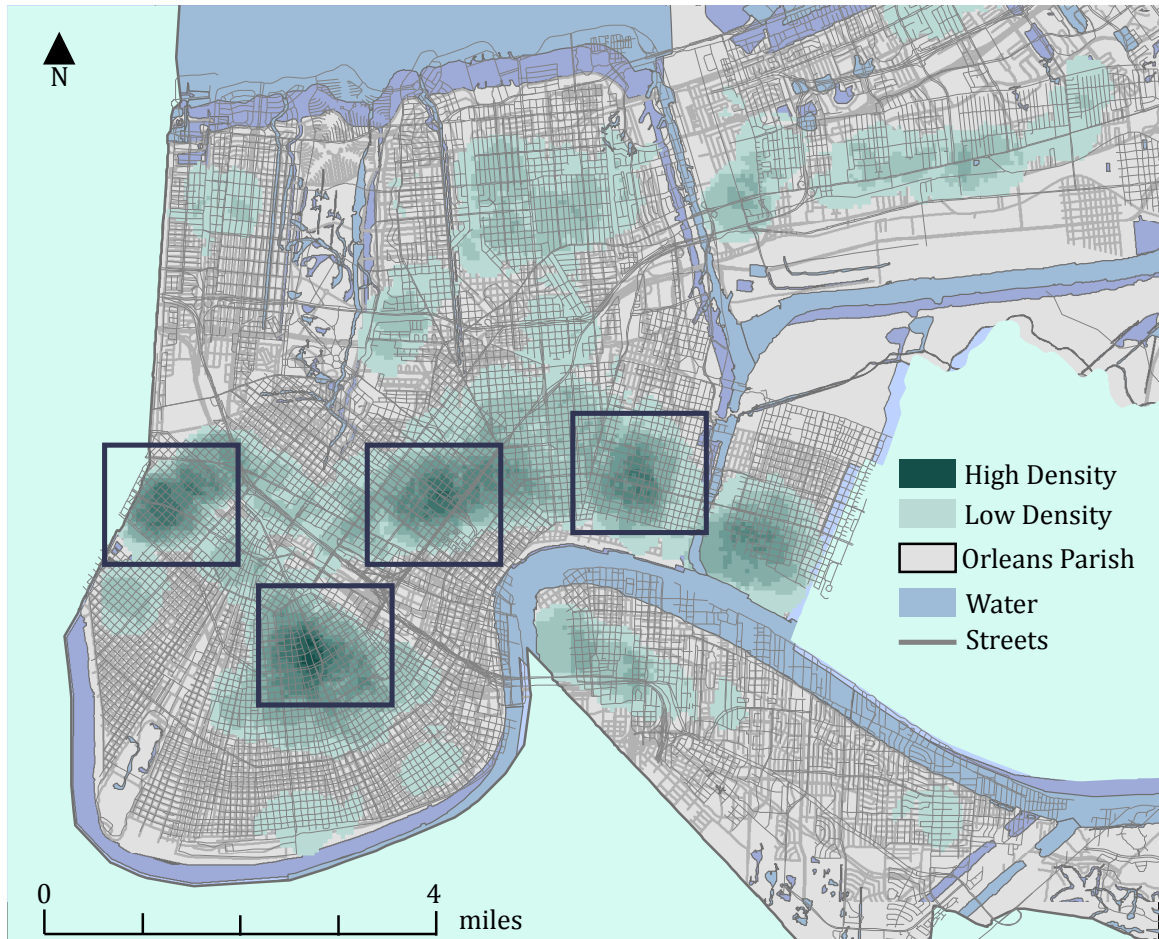 N
High Density
Low Density
Orleans Parish
Water
Streets
0 4
miles